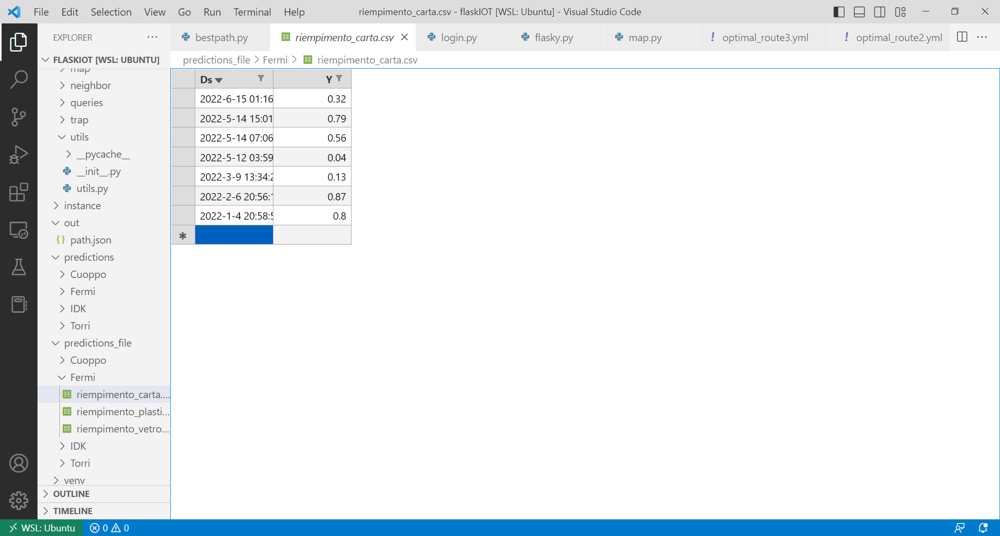 File Edit Selection View Go Run Terminal Help
riempimento_carta.csv - flaskIOT [WSL: Ubuntu] - Visual Studio Code
EXPLORER
bestpath.py
riempimento_carta.csv
login.py
flasky.py
map.py
! optimal_route3.yml
! optimal_route2.yml
FLASKIOT [WSL: UBUNTU]
map
neighbor
queries
trap
utils
__pycache__
__init__.py
utils.py
instance
out
{} path.json
predictions
Cuoppo
Fermi
IDK
Torri
predictions_file
Cuoppo
Fermi
riempimento_carta....
riempimento_plasti...
riempimento_vetro...
IDK
Torri
venv
OUTLINE
TIMELINE
predictions_file > Fermi > riempimento_carta.csv
Ds Y
2022-6-15 01:16 0.32
2022-5-14 15:01 0.79
2022-5-14 07:06 0.56
2022-5-12 03:59 0.04
2022-3-9 13:34:2 0.13
2022-2-6 20:56:1 0.87
2022-1-4 20:58:5 0.8
WSL: Ubuntu 0 0